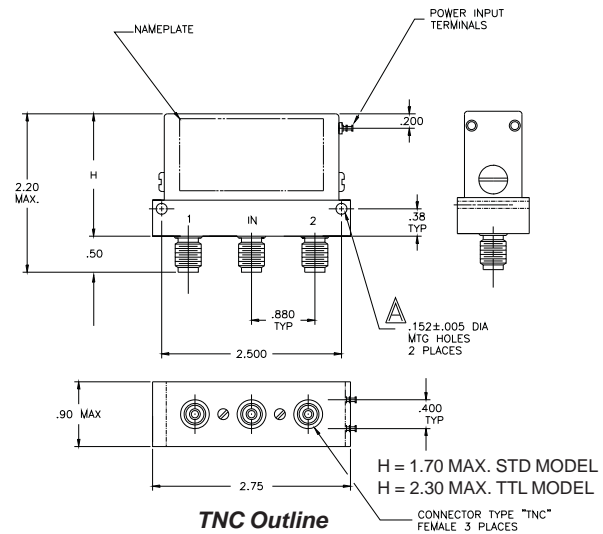 POWER INPUT
TERMINALS
NAMEPLATE
.200
2.20
MAX.
H
.38
TYP
1 IN 2
.50
.880
TYP
A
.152±.005 DIA
MTG HOLES
2 PLACES
2.500
.90 MAX
.400
TYP
H = 1.70 MAX. STD MODEL
H = 2.30 MAX. TTL MODEL
2.75
CONNECTOR TYPE "TNC"
FEMALE 3 PLACES
TNC Outline